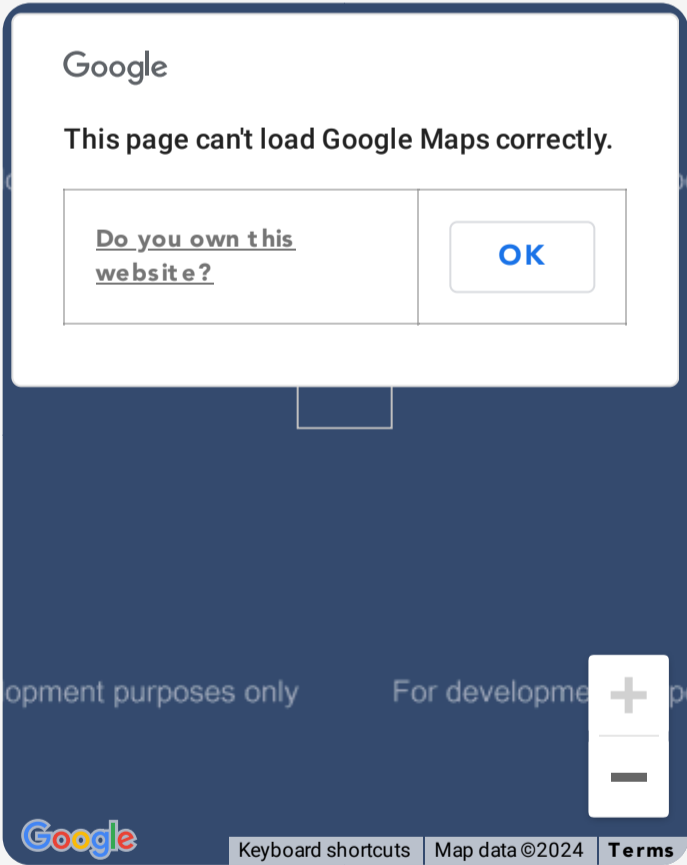 Google
This page can't load Google Maps correctly.
Do you own this
website?
OK
lopment purposes only
For developme
Google
Keyboard shortcuts
Map data ©2024
Terms